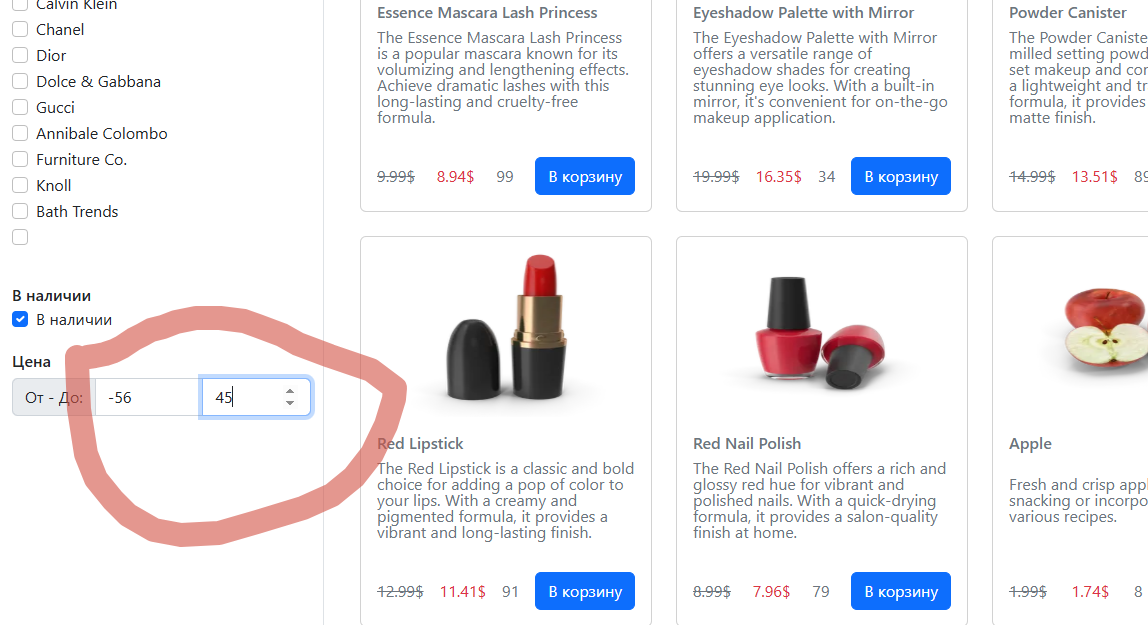 Calvin Klein
Chanel
Dior
Dolce & Gabbana
Gucci
Annibale Colombo
Furniture Co.
Knoll
Bath Trends
В наличии
В наличии
Цена
От - До:
-56
45
Essence Mascara Lash Princess
The Essence Mascara Lash Princess
is a popular mascara known for its
volumizing and lengthening effects.
Achieve dramatic lashes with this
long-lasting and cruelty-free
formula.
9.99$ 8.94$ 99 В корзину
Eyeshadow Palette with Mirror
The Eyeshadow Palette with Mirror
offers a versatile range of
eyeshadow shades for creating
stunning eye looks. With a built-in
mirror, it's convenient for on-the-go
makeup application.
19.99$ 16.35$ 34 В корзину
Powder Canister
The Powder Caniste
milled setting powd
set makeup and cor
a lightweight and tr
formula, it provides
matte finish.
14.99$ 13.51$ 89
Red Lipstick
The Red Lipstick is a classic and bold
choice for adding a pop of color to
your lips. With a creamy and
pigmented formula, it provides a
vibrant and long-lasting finish.
12.99$ 11.41$ 91 В корзину
Red Nail Polish
The Red Nail Polish offers a rich and
glossy red hue for vibrant and
polished nails. With a quick-drying
formula, it provides a salon-quality
finish at home.
8.99$ 7.96$ 79 В корзину
Apple
Fresh and crisp appl
snacking or incorpo
various recipes.
1.99$ 1.74$ 8